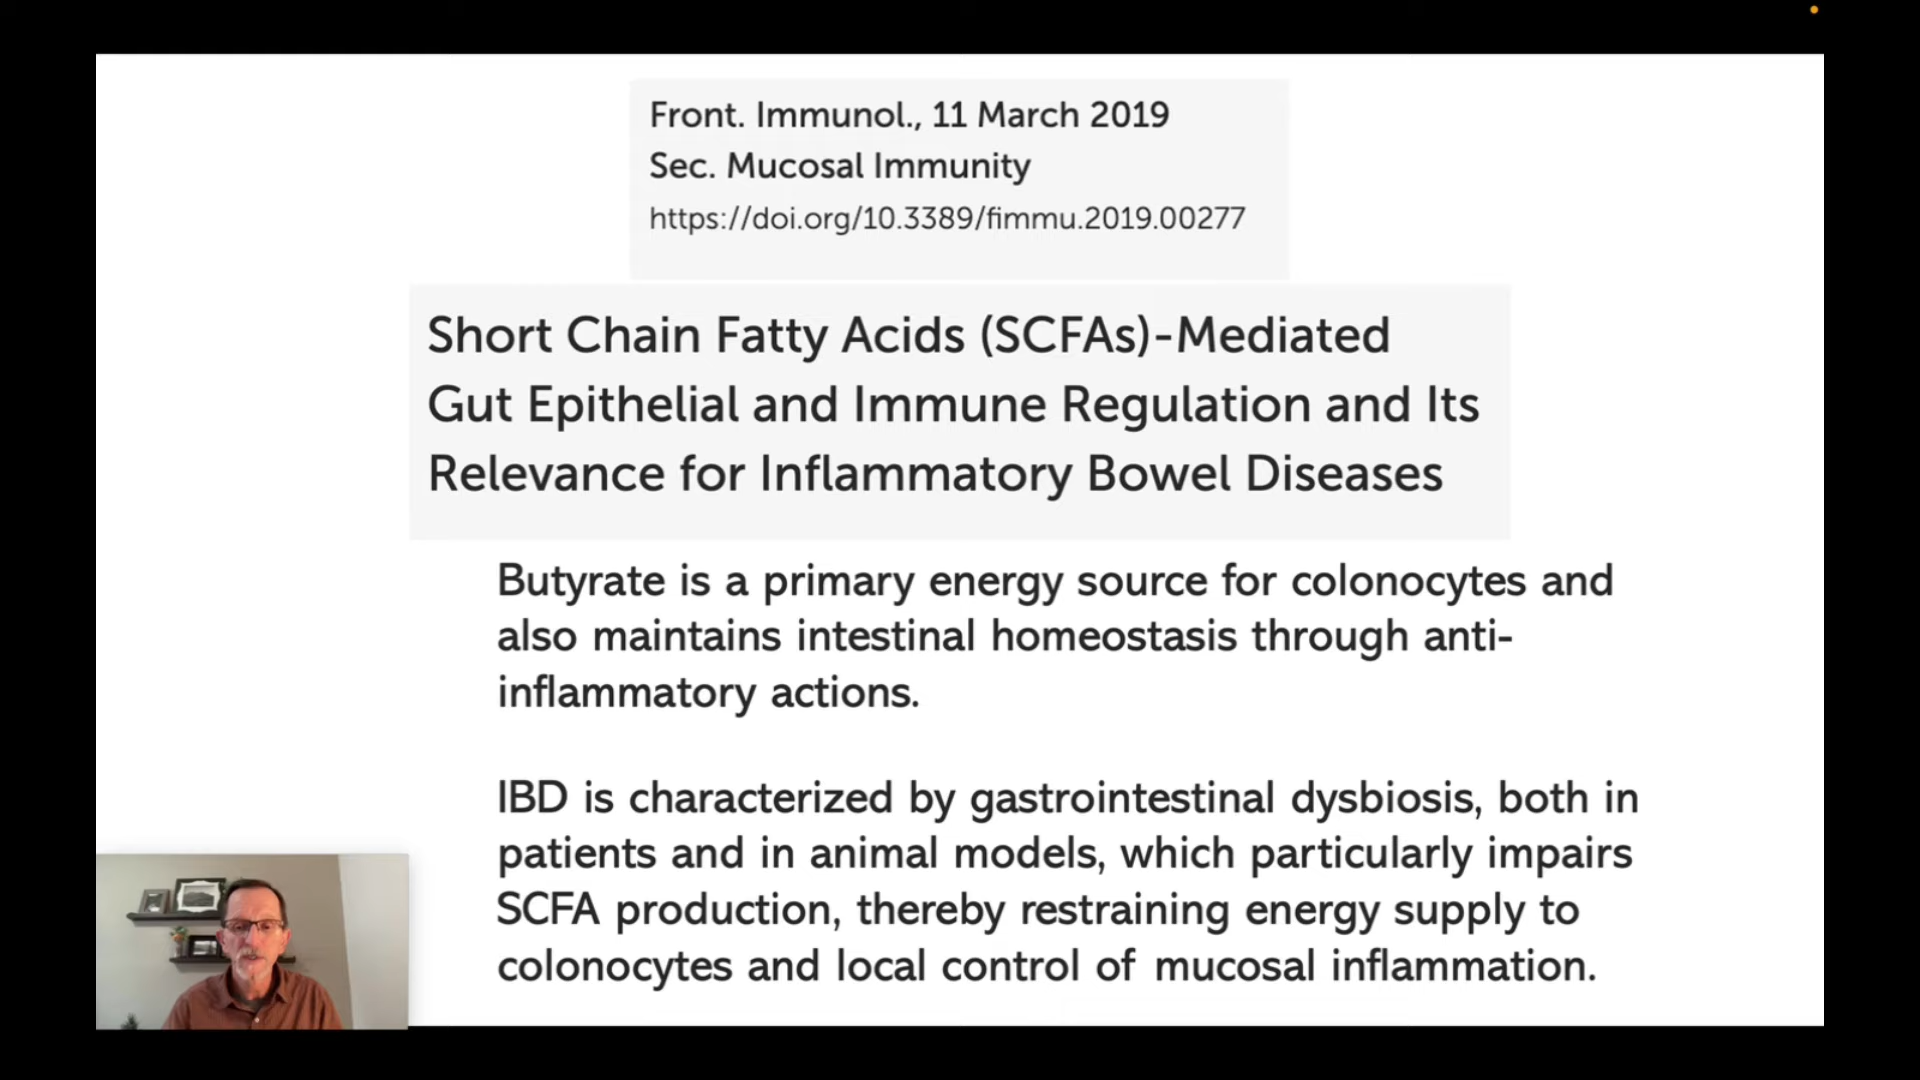 Front. Immunol., 11 March 2019
Sec. Mucosal Immunity
https://doi.org/10.3389/fimmu.2019.00277
Short Chain Fatty Acids (SCFAs)-Mediated
Gut Epithelial and Immune Regulation and Its
Relevance for Inflammatory Bowel Diseases
Butyrate is a primary energy source for colonocytes and
also maintains intestinal homeostasis through anti-
inflammatory actions.
IBD is characterized by gastrointestinal dysbiosis, both in
patients and in animal models, which particularly impairs
SCFA production, thereby restraining energy supply to
colonocytes and local control of mucosal inflammation.